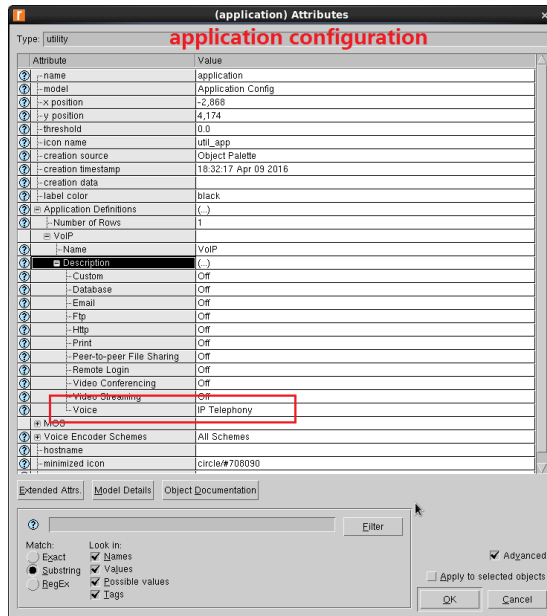 (application) Attributes
Type: utility
application configuration
Attribute Value
name application
model Application Config
x position -2,868
y position 4,174
threshold 0.0
icon name util_app
creation source Object Palette
creation timestamp 18:32:17 Apr 09 2016
creation data
label color black
Application Definitions (...)
Number of Rows 1
VoIP
Name VoIP
Description (...)
Custom Off
Database Off
Email Off
Ftp Off
Http Off
Print Off
Peer-to-peer File Sharing Off
Remote Login Off
Video Conferencing Off
Video Streaming Off
Voice IP Telephony
MOS
Voice Encoder Schemes All Schemes
hostname
minimized icon circle/#708090
Extended Attrs. Model Details Object Documentation
Filter
Match: Look in:
Exact Names
Substring Values
RegEx Possible values
Tags
Advanced
Apply to selected objects
OK Cancel